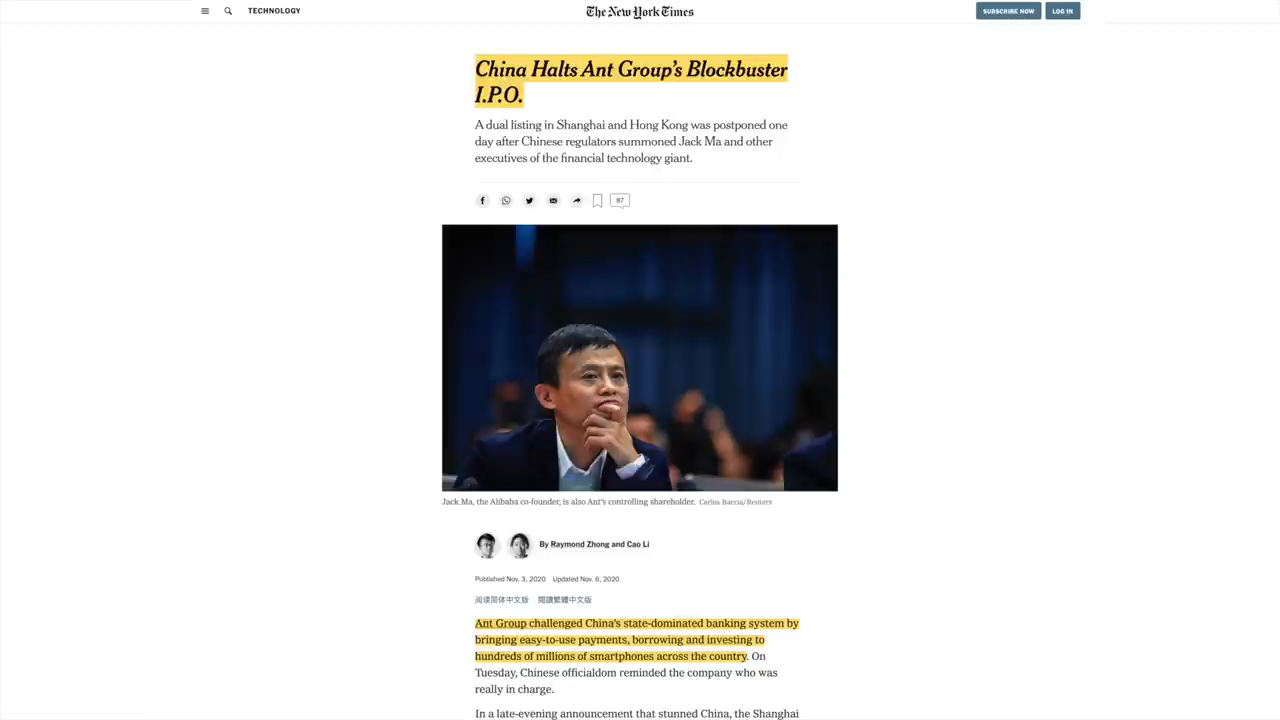 TECHNOLOGY
The New York Times
SUBSCRIBE NOW
LOG IN
China Halts Ant Group's Blockbuster
I.P.O.
A dual listing in Shanghai and Hong Kong was postponed one
day after Chinese regulators summoned Jack Ma and other
executives of the financial technology giant.
87
Jack Ma, the Alibaba co-founder, is also Ant's controlling shareholder. Carlos Barria/Reuters
By Raymond Zhong and Cao Li
Published Nov. 3, 2020 Updated Nov. 6, 2020
阅读简体中文版 閱讀繁體中文版
Ant Group challenged China's state-dominated banking system by
bringing easy-to-use payments, borrowing and investing to
hundreds of millions of smartphones across the country. On
Tuesday, Chinese officialdom reminded the company who was
really in charge.
In a late-evening announcement that stunned China, the Shanghai